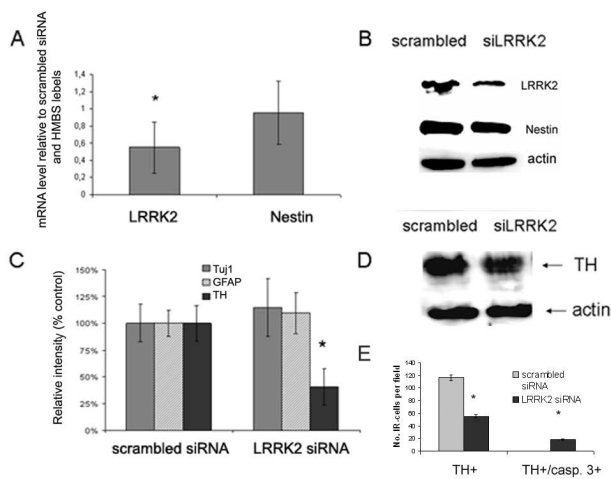 A
mRNA level relative to scrambled siRNA
and HMBS lebels
1,4
1,2
1
0,8
0,6
0,4
0,2
0
*
LRRK2 Nestin
B
scrambled siLRRK2
LRRK2
Nestin
actin
C
Relative intensity (% control)
150%
125%
100%
75%
50%
25%
0%
Tuj1
GFAP
TH
*
scrambled siRNA LRRK2 siRNA
scrambled siLRRK2
D
TH
actin
E
No. IR-cells per field
140
120
100
80
60
40
20
0
scrambled
siRNA
LRRK2 siRNA
* *
TH+ TH+/casp. 3+